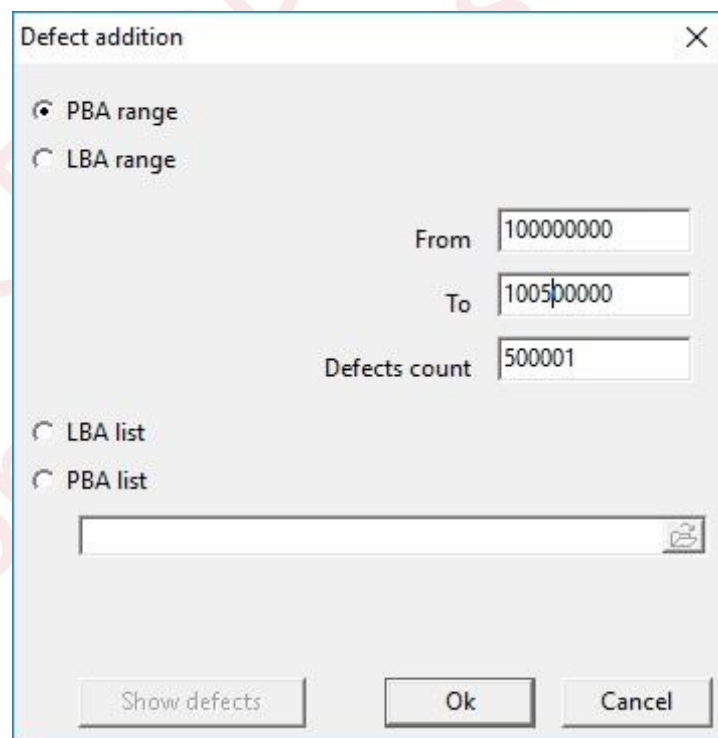 Defect addition
PBA range
LBA range
From 100000000
To 100500000
Defects count 500001
LBA list
PBA list
Show defects Ok Cancel